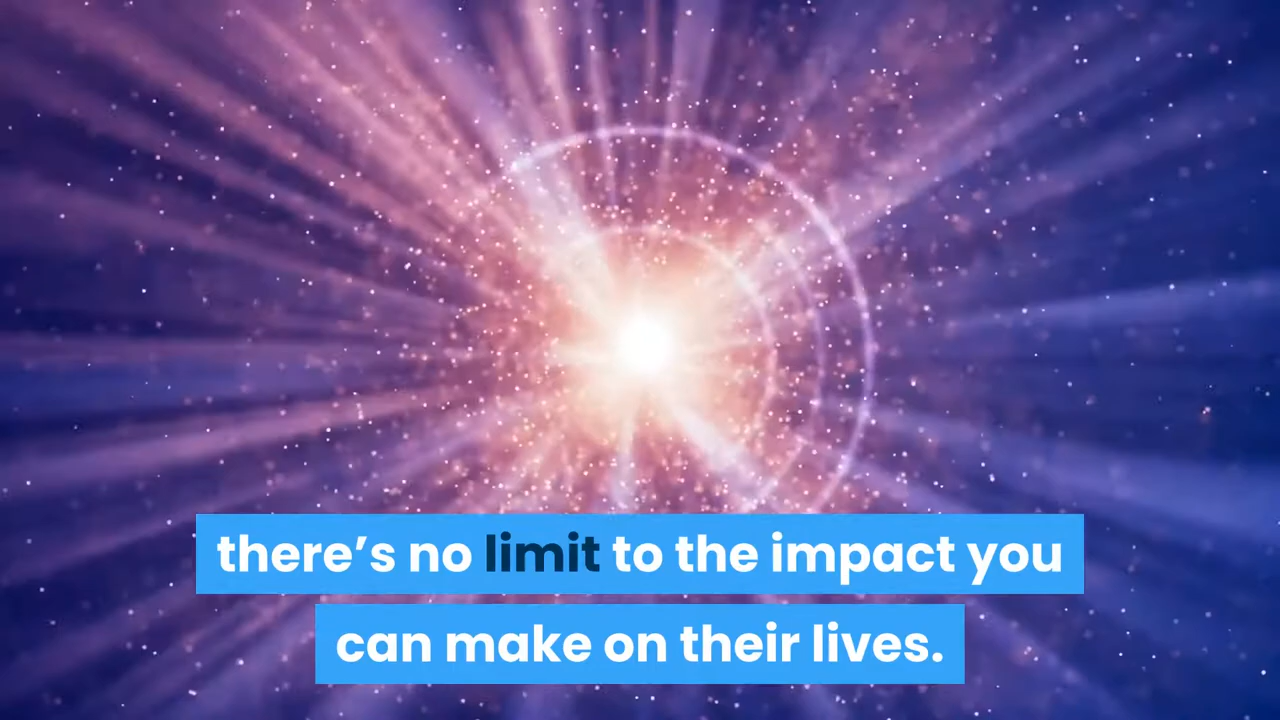 there’s no limit to the impact you
can make on their lives.